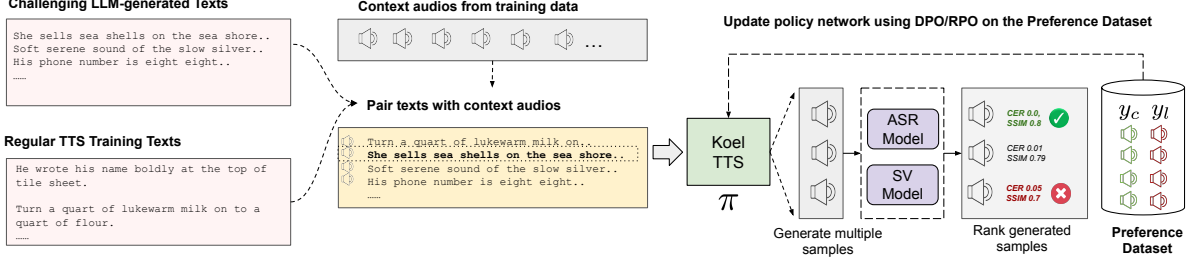 Challenging LLM-generated Texts
She sells sea shells on the sea shore..
Soft serene sound of the slow silver..
His phone number is eight eight..
……
Regular TTS Training Texts
He wrote his name boldly at the top of
tile sheet.
Turn a quart of lukewarm milk on to a
quart of flour.
……
Context audios from training data
...
Pair texts with context audios
Turn a quart of lukewarm milk on..
She sells sea shells on the sea shore..
Soft serene sound of the slow silver..
His phone number is eight eight..
……
Update policy network using DPO/RPO on the Preference Dataset
Koel
TTS
π
Generate multiple
samples
ASR
Model
SV
Model
CER 0.0,
SSIM 0.8
CER 0.01
SSIM 0.79
CER 0.05
SSIM 0.7
Rank generated
samples
y_c y_l
Preference
Dataset